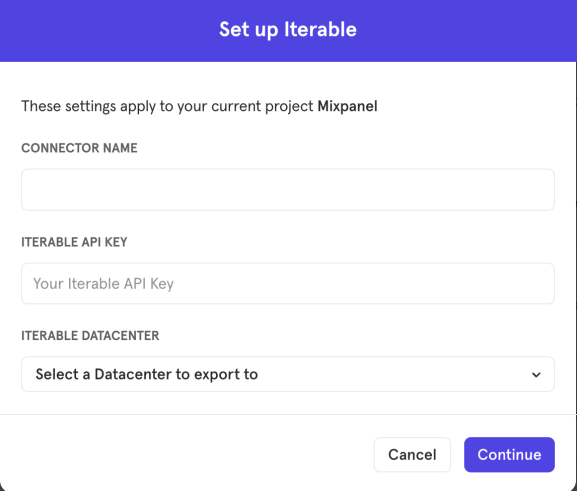 Set up Iterable
These settings apply to your current project Mixpanel
CONNECTOR NAME
ITERABLE API KEY
Your Iterable API Key
ITERABLE DATACENTER
Select a Datacenter to export to
Cancel Continue